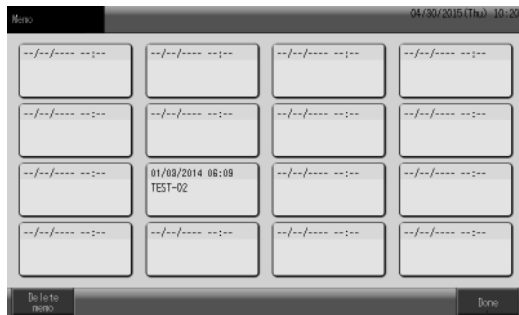 Memo 04/30/2015(Thu) 10:20
--/--/---- --:-- --/--/---- --:-- --/--/---- --:-- --/--/---- --:--
--/--/---- --:-- --/--/---- --:-- --/--/---- --:-- --/--/---- --:--
--/--/---- --:-- 01/03/2014 06:09 --/--/---- --:-- --/--/---- --:--
TEST-02
--/--/---- --:-- --/--/---- --:-- --/--/---- --:-- --/--/---- --:--
Delete
memo
Done